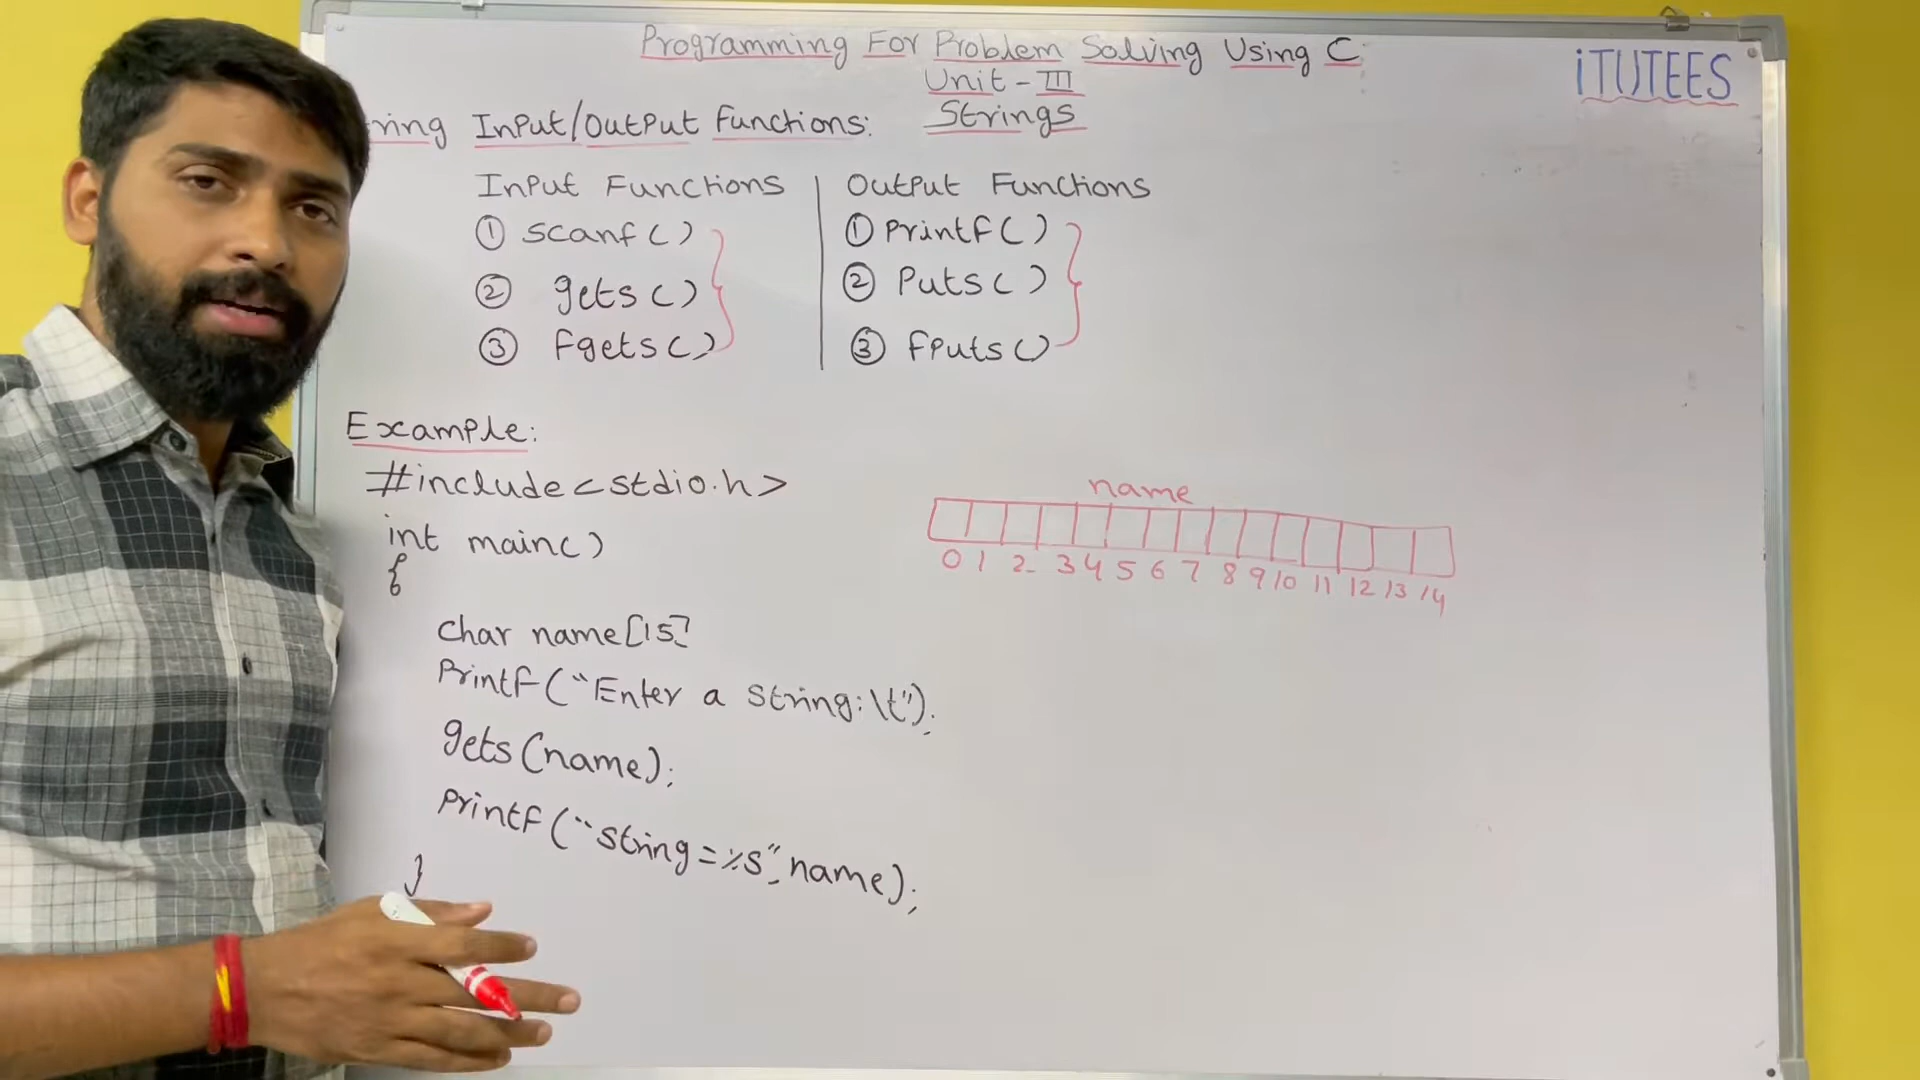 Programming For Problem Solving Using C
iTUTEES
Unit - III
Strings
ring Input/Output Functions:
Input Functions
① scanf()
② gets()
③ fgets()
Output Functions
① Printf()
② Puts()
③ fputs()
Example:
#include<stdio.h>
int main()
{
char name[15]
Printf("Enter a string:\t");
gets(name);
Printf("string=%s",name);
}
name
0 1 2 3 4 5 6 7 8 9 10 11 12 13 14